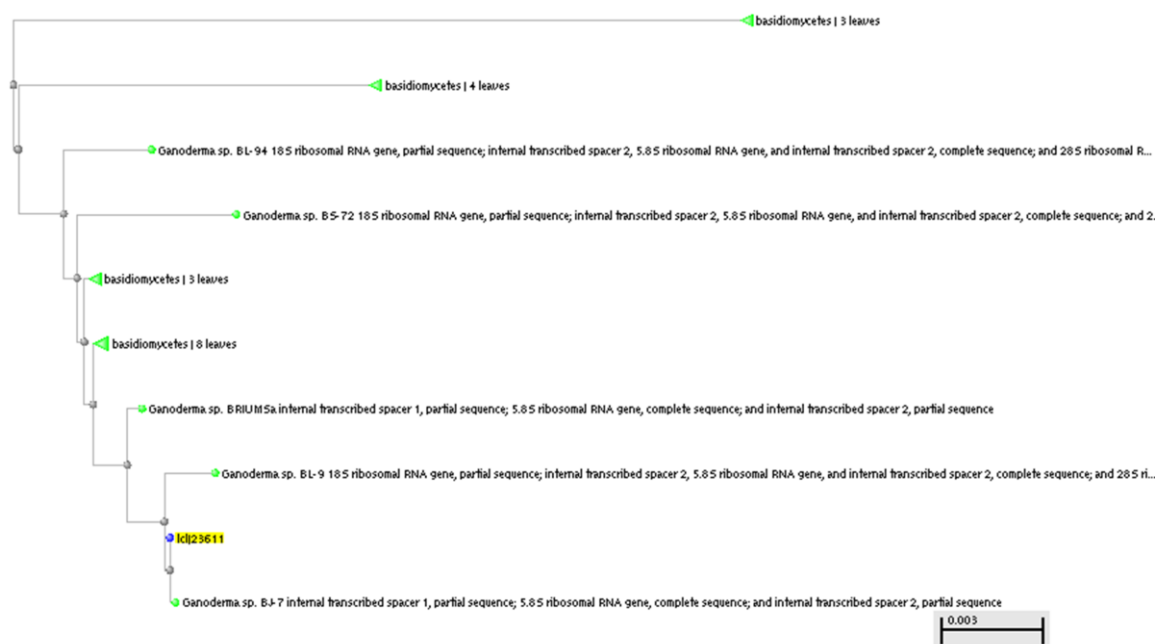 basidiomycetes | 3 leaves
basidiomycetes | 4 leaves
Ganoderma sp. BL-94 18S ribosomal RNA gene, partial sequence; internal transcribed spacer 2, 5.8S ribosomal RNA gene, and internal transcribed spacer 2, complete sequence; and 28S ribosomal R...
Ganoderma sp. BS-72 18S ribosomal RNA gene, partial sequence; internal transcribed spacer 2, 5.8S ribosomal RNA gene, and internal transcribed spacer 2, complete sequence; and 2.
basidiomycetes | 3 leaves
basidiomycetes | 8 leaves
Ganoderma sp. BRIUMSa internal transcribed spacer 1, partial sequence; 5.8S ribosomal RNA gene, complete sequence; and internal transcribed spacer 2, partial sequence
Ganoderma sp. BL-9 18S ribosomal RNA gene, partial sequence; internal transcribed spacer 2, 5.8S ribosomal RNA gene, and internal transcribed spacer 2, complete sequence; and 28S ri...
lcl|23611
Ganoderma sp. BJ-7 internal transcribed spacer 1, partial sequence; 5.8S ribosomal RNA gene, complete sequence; and internal transcribed spacer 2, partial sequence
0.003